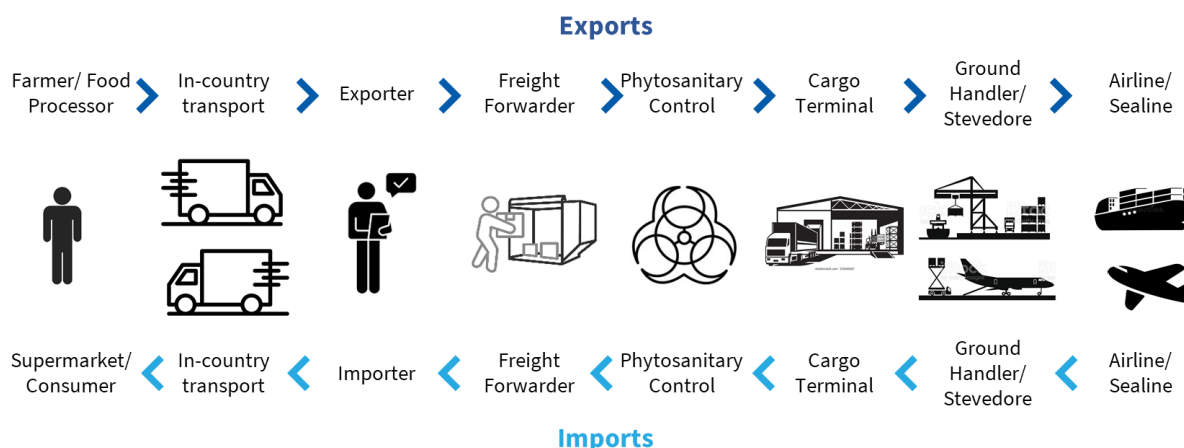 Exports
Farmer/ Food
Processor
In-country
transport
Exporter
Freight
Forwarder
Phytosanitary
Control
Cargo
Terminal
Ground
Handler/
Stevedore
Airline/
Sealine
Supermarket/
Consumer
In-country
transport
Importer
Freight
Forwarder
Phytosanitary
Control
Cargo
Terminal
Ground
Handler/
Stevedore
Airline/
Sealine
Imports